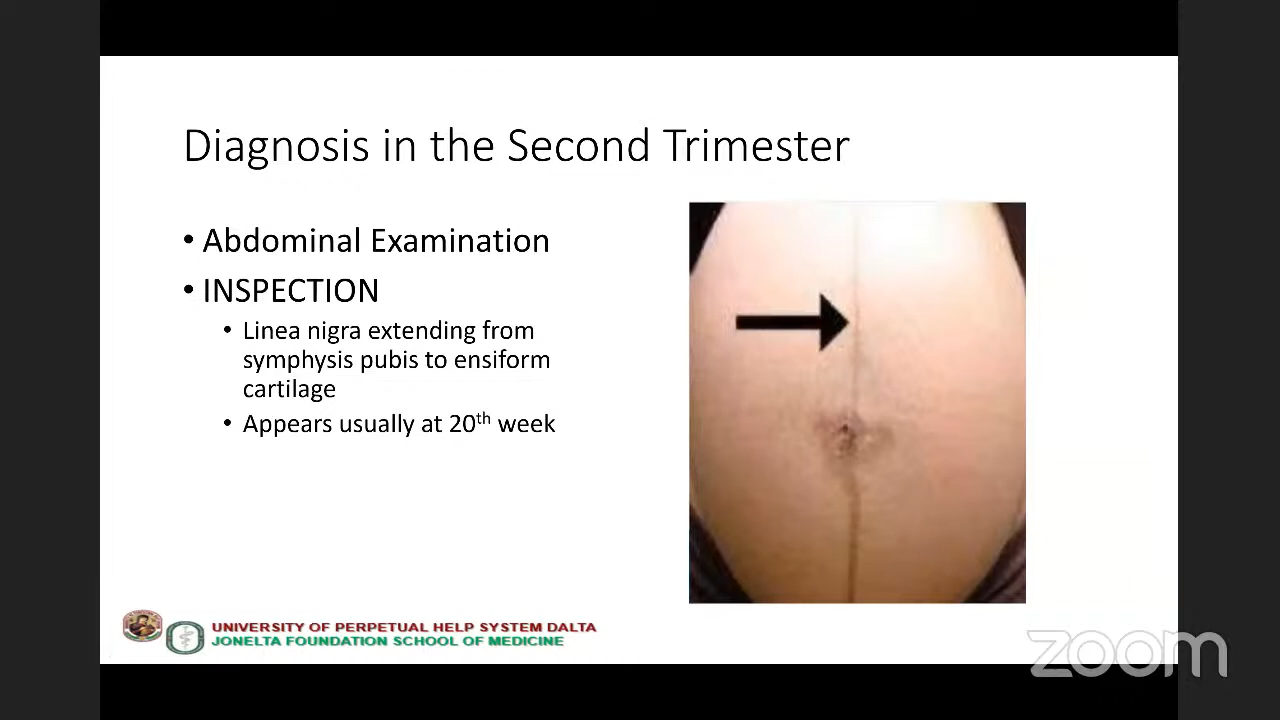 Diagnosis in the Second Trimester
• Abdominal Examination
• INSPECTION
• Linea nigra extending from
symphysis pubis to ensiform
cartilage
• Appears usually at 20th week
UNIVERSITY OF PERPETUAL HELP SYSTEM DALTA
JONELTA FOUNDATION SCHOOL OF MEDICINE
zoom